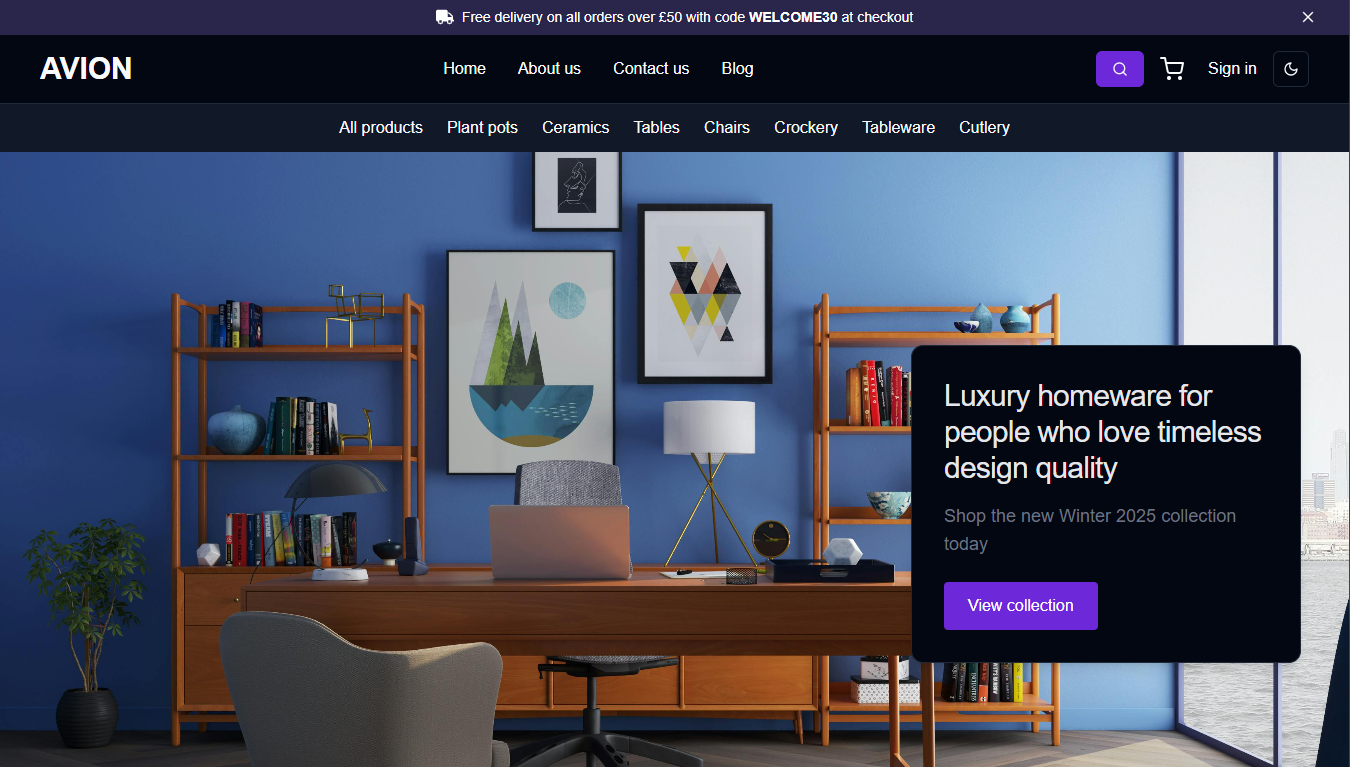 Free delivery on all orders over £50 with code WELCOME30 at checkout
AVION
Home
About us
Contact us
Blog
Sign in
All products
Plant pots
Ceramics
Tables
Chairs
Crockery
Tableware
Cutlery
Luxury homeware for
people who love timeless
design quality
Shop the new Winter 2025 collection
today
View collection